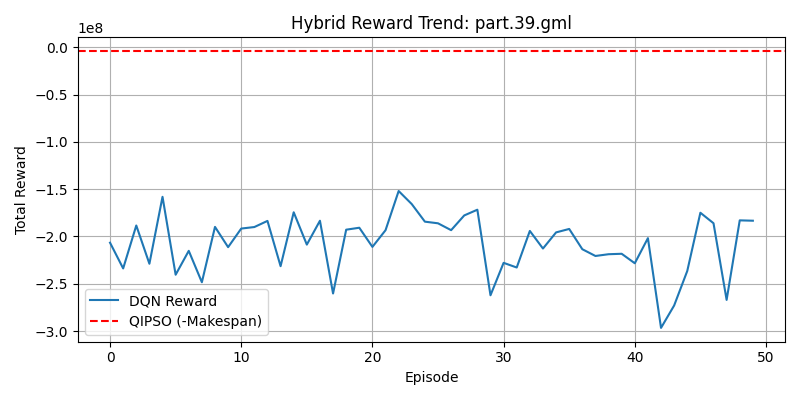 Hybrid Reward Trend: part.39.gml
1e8
0.0
−0.5
−1.0
−1.5
−2.0
−2.5
−3.0
Total Reward
DQN Reward
QIPSO (-Makespan)
0
10
20
30
40
50
Episode